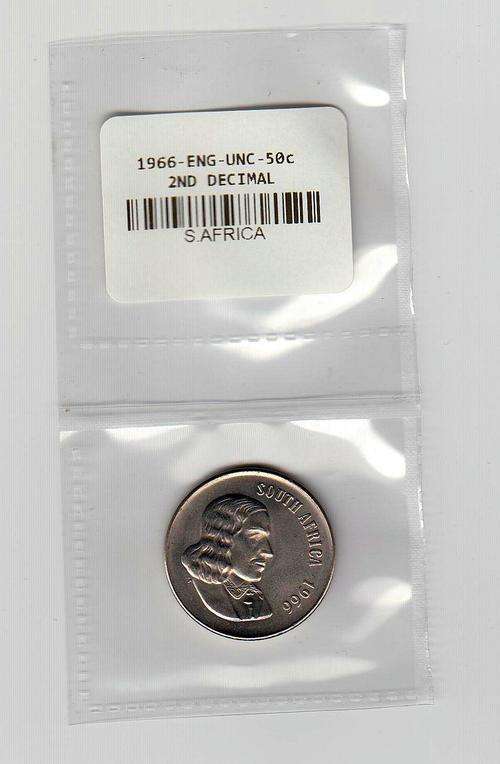 1966-ENG-UNC-50c
2ND DECIMAL
S.AFRICA
SOUTH AFRICA
1966